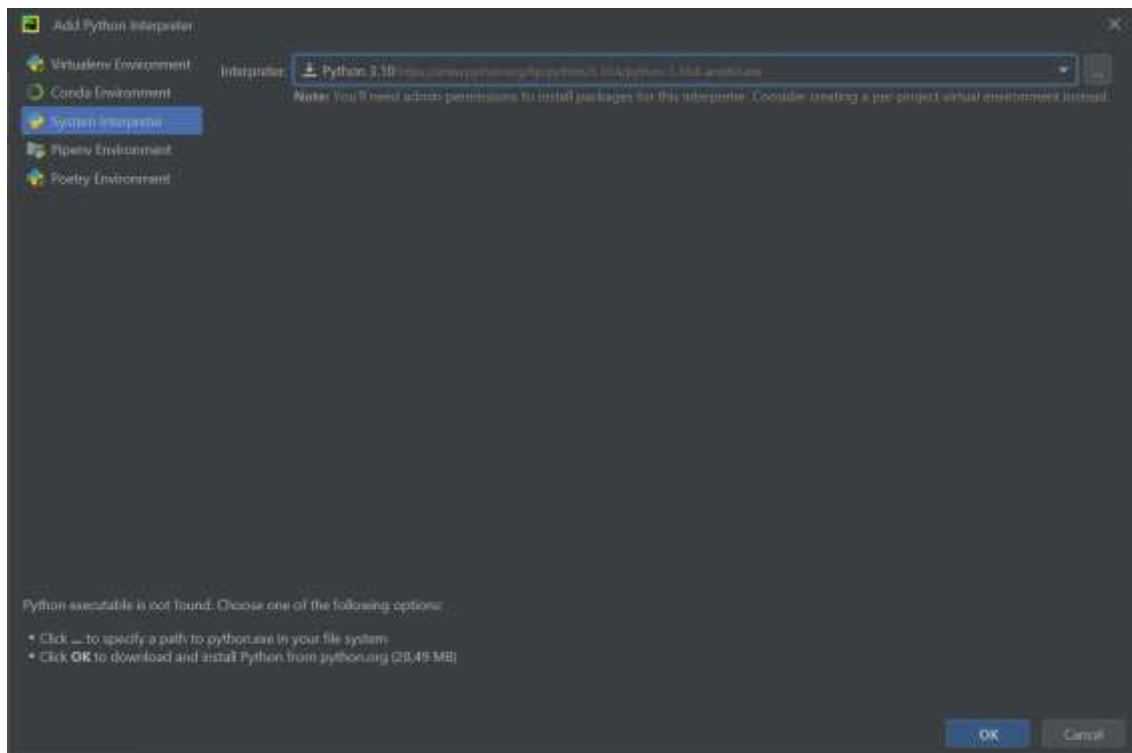 Add Python Interpreter
Virtualenv Environment
Conda Environment
System Interpreter
Pipenv Environment
Poetry Environment
Interpreter: Python 3.10
Note: You'll need admin permissions to install packages for this interpreter. Consider creating a per-project virtual environment instead.
Python executable is not found. Choose one of the following options:
• Click ... to specify a path to python.exe in your file system
• Click OK to download and install Python from python.org (28,49 MB)
OK
Cancel